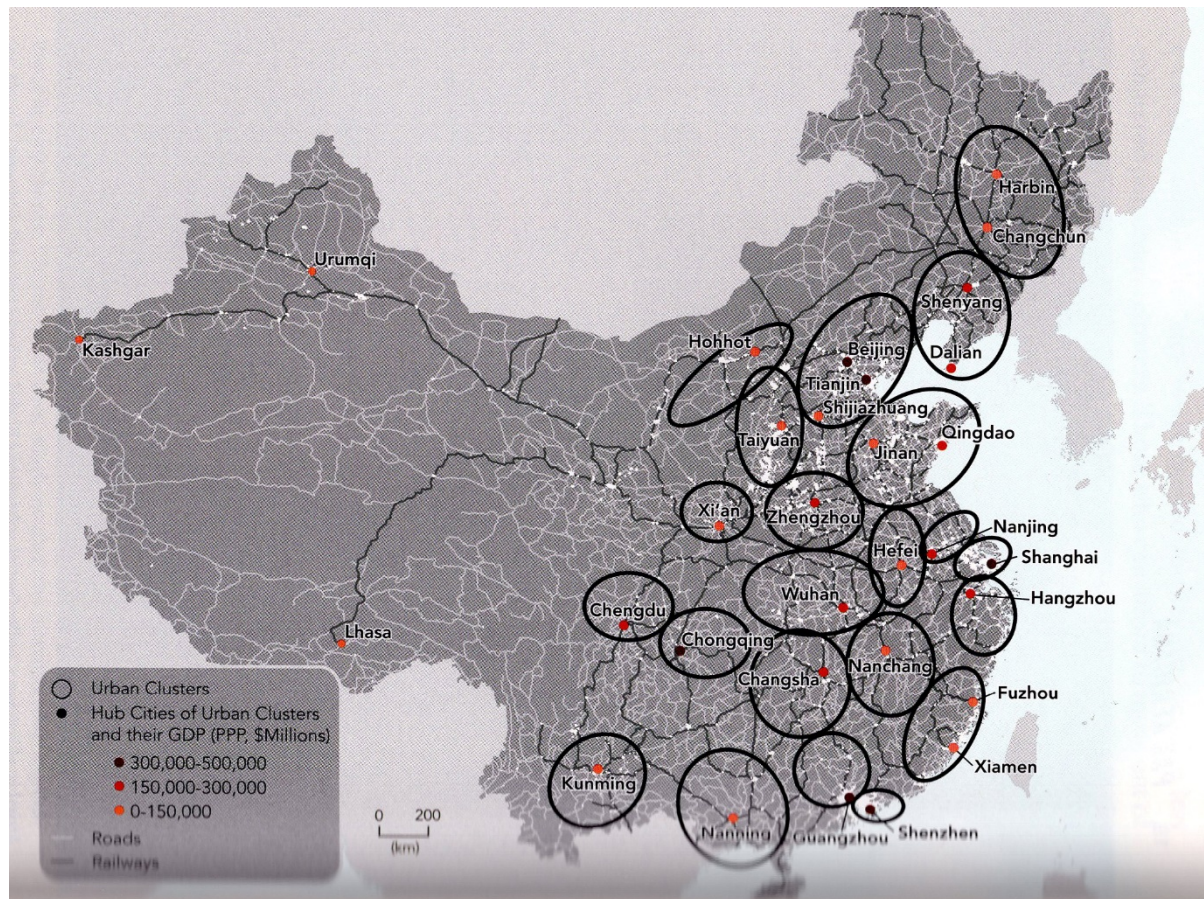 Harbin
Changchun
Urumqi
Shenyang
Kashgar
Hohhot
Beijing
Dalian
Tianjin
Shijiazhuang
Taiyuan
Qingdao
Jinan
Xi'an
Zhengzhou
Nanjing
Hefei
Shanghai
Wuhan
Hangzhou
Chengdu
Lhasa
Chongqing
Nanchang
Changsha
Fuzhou
Xiamen
Kunming
Nanning
Guangzhou
Shenzhen
Urban Clusters
Hub Cities of Urban Clusters
and their GDP (PPP, $Millions)
300,000-500,000
150,000-300,000
0-150,000
Roads
Railways
0 200
(km)